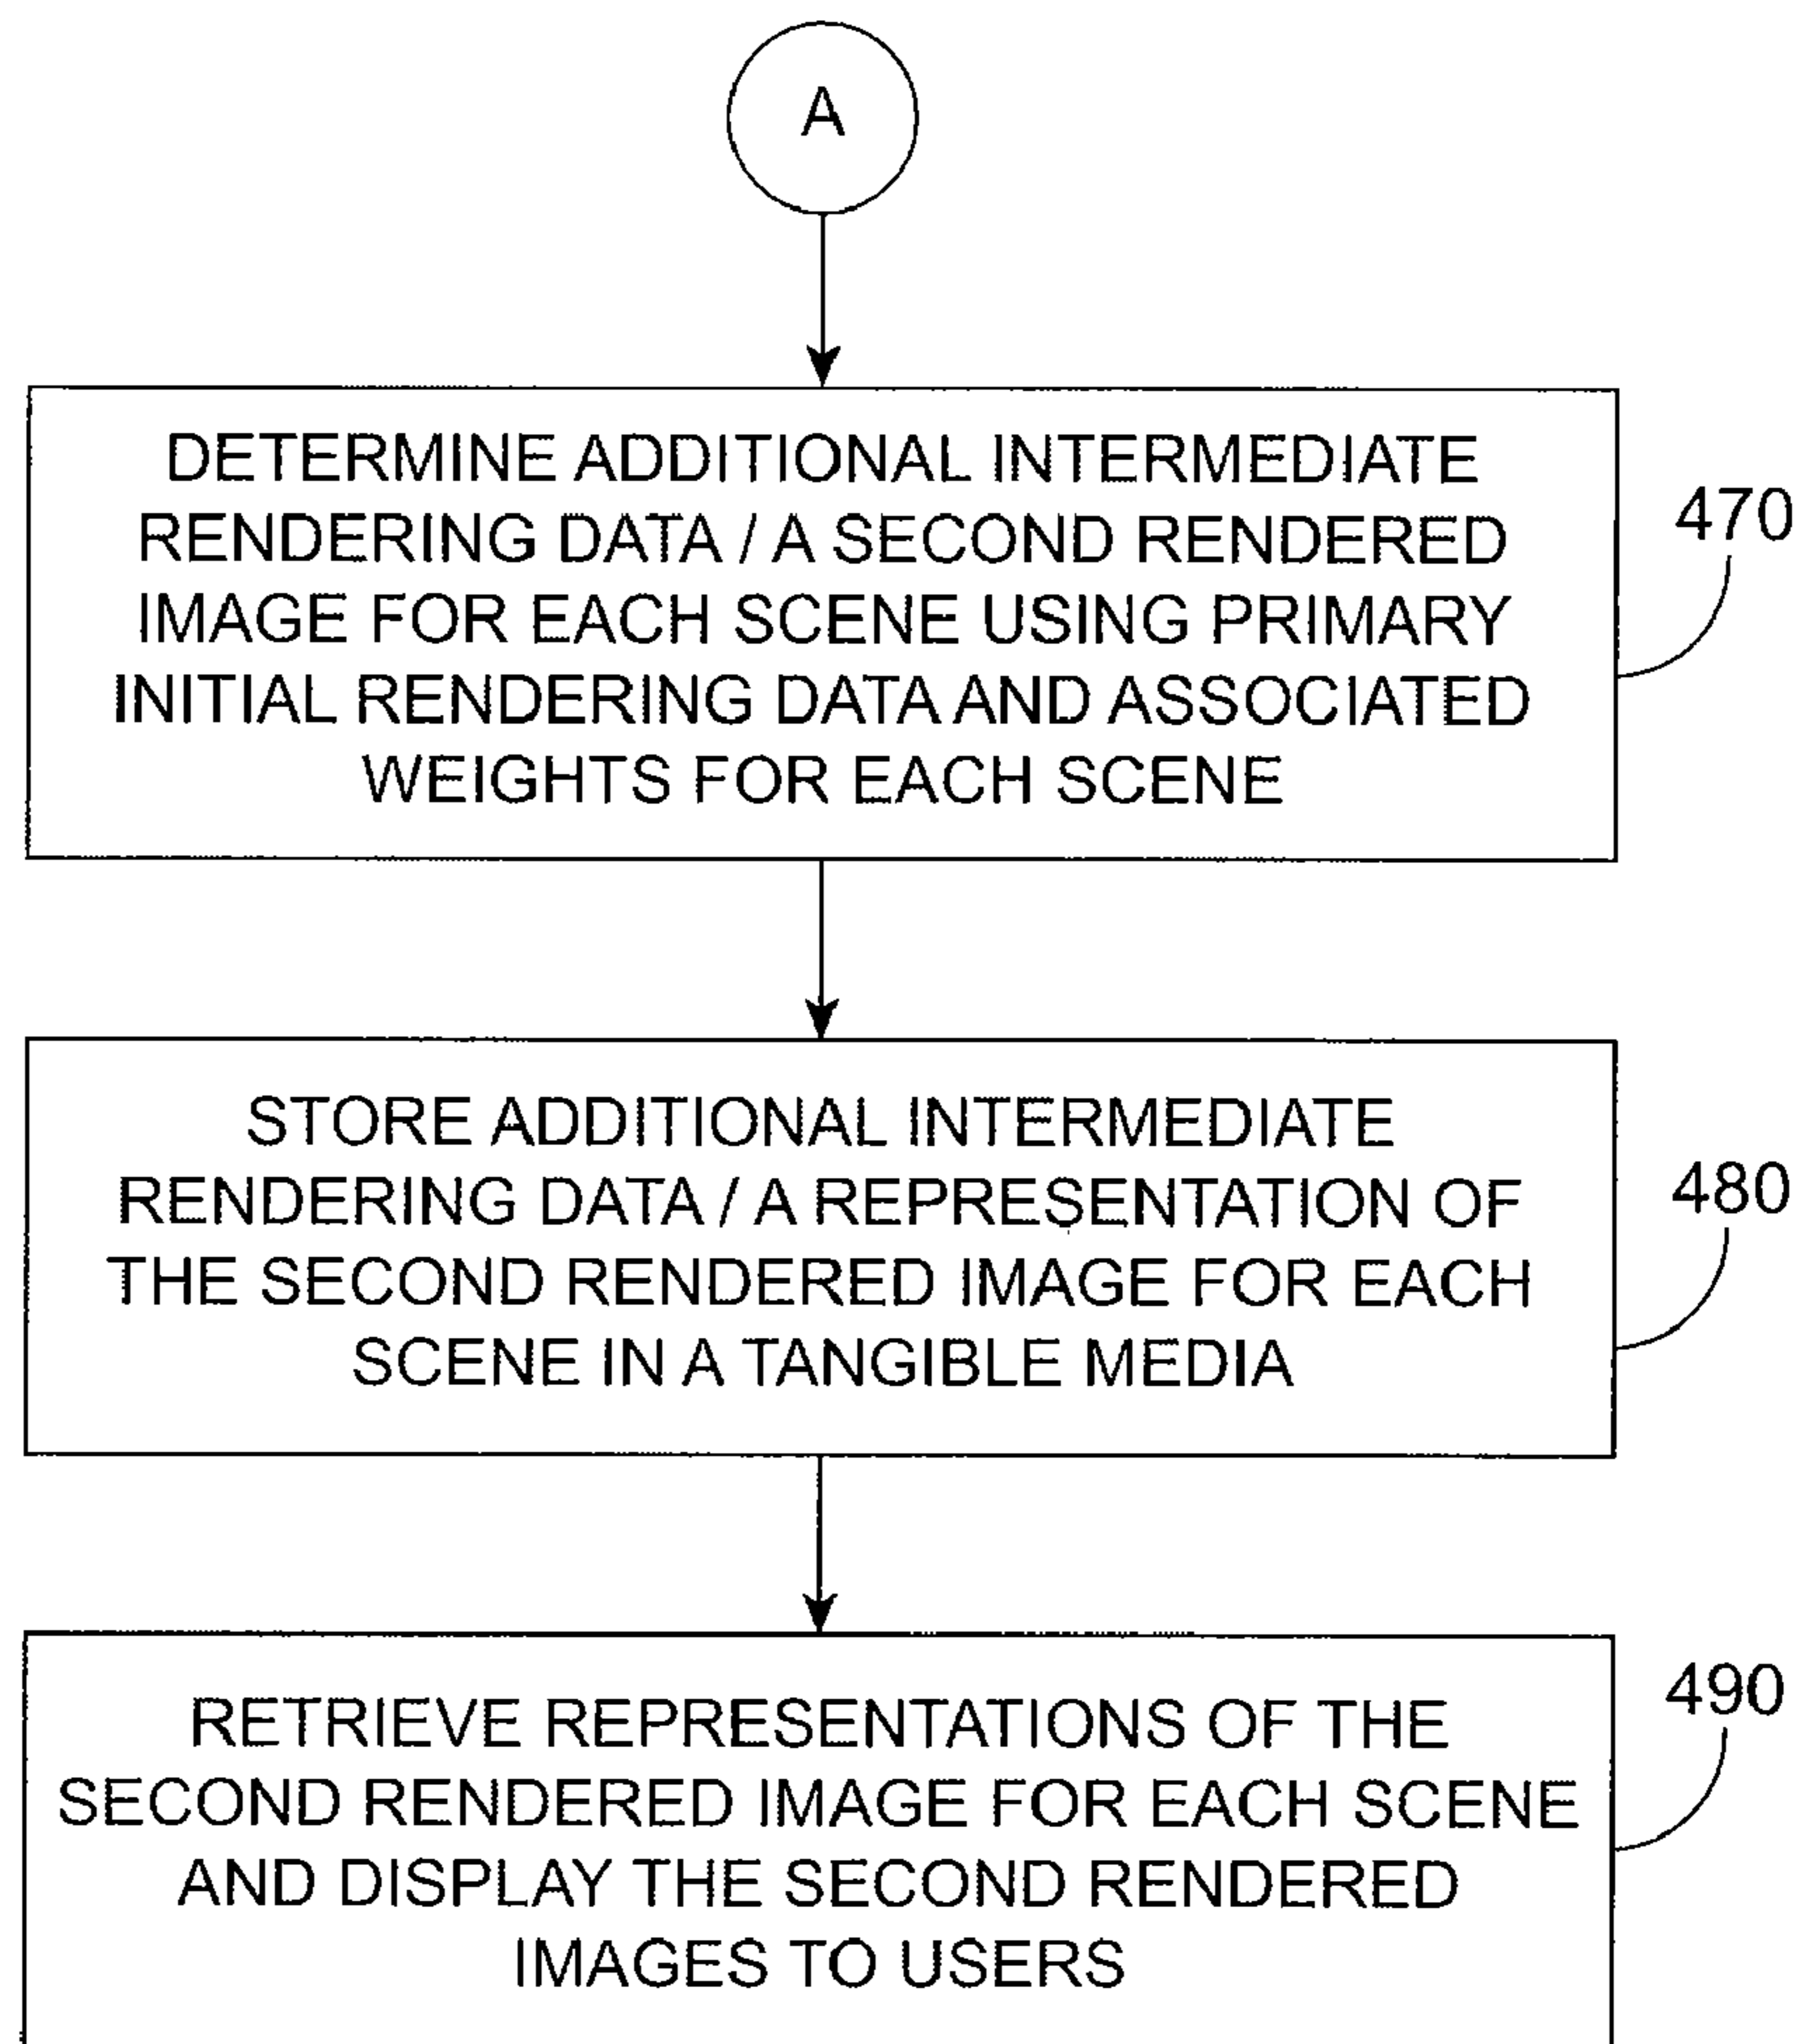 A
DETERMINE ADDITIONAL INTERMEDIATE
RENDERING DATA / A SECOND RENDERED
IMAGE FOR EACH SCENE USING PRIMARY
INITIAL RENDERING DATA AND ASSOCIATED
WEIGHTS FOR EACH SCENE
470
STORE ADDITIONAL INTERMEDIATE
RENDERING DATA / A REPRESENTATION OF
THE SECOND RENDERED IMAGE FOR EACH
SCENE IN A TANGIBLE MEDIA
480
RETRIEVE REPRESENTATIONS OF THE
SECOND RENDERED IMAGE FOR EACH SCENE
AND DISPLAY THE SECOND RENDERED
IMAGES TO USERS
490